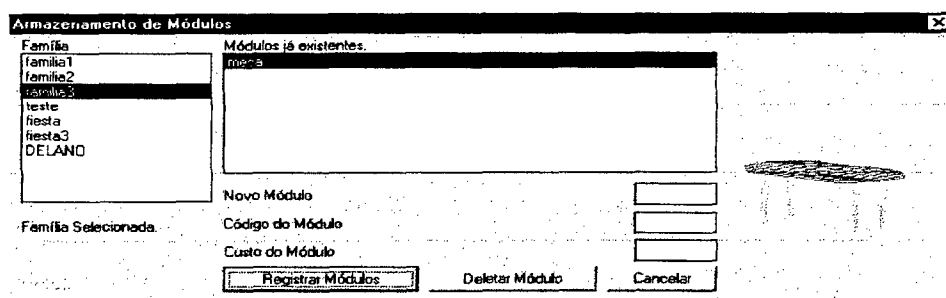 Armazenamento de Módulos
Família
familia1
familia2
familia3
teste
fiesta
fiesta3
DELANO
Família Selecionada.
Módulos já existentes.
mesa
Novo Módulo
Código do Módulo
Custo do Módulo
Registrar Módulos
Deletar Módulo
Cancelar